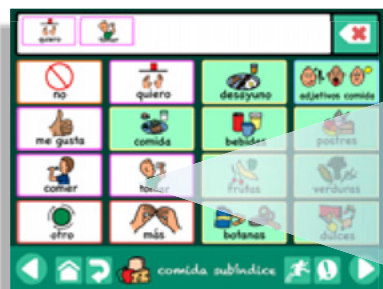 quiero tomar
no quiero desayuno adjetivos comida
me gusta comida bebidas postres
comer tomar frutas verduras
otro más botanas dulces
comida subíndice